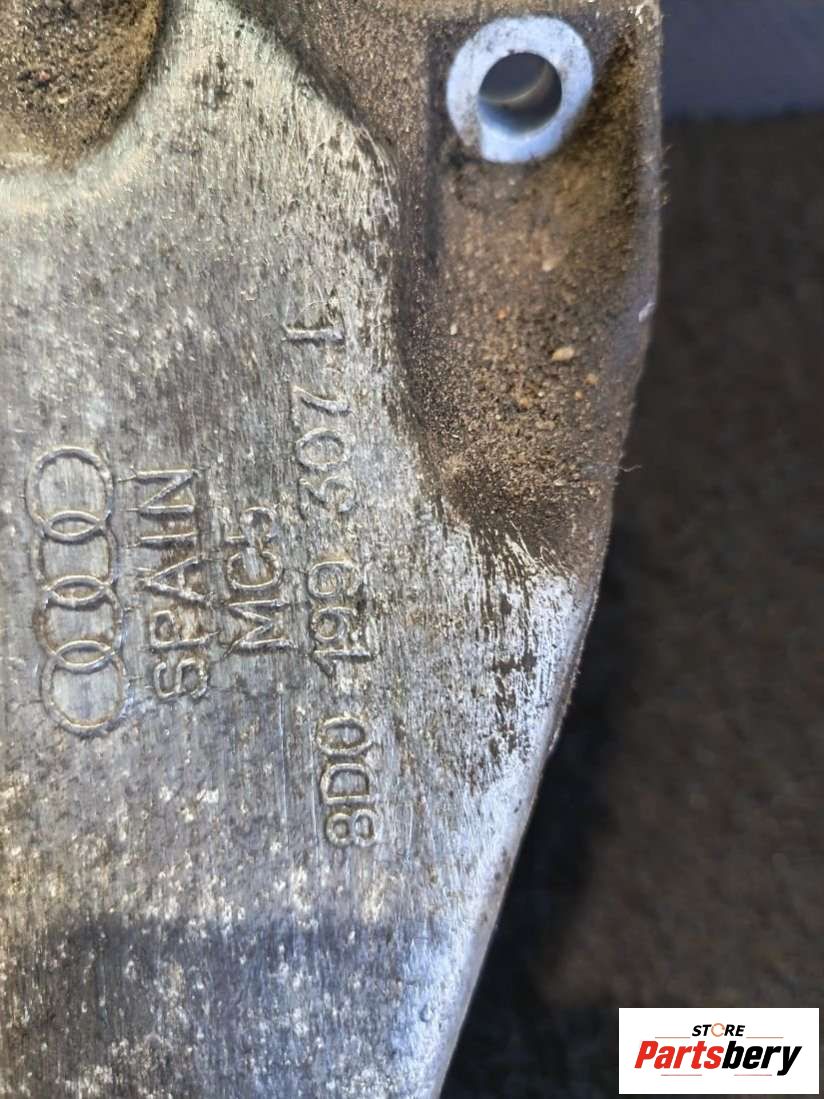 SPAIN
MC5
8D0 199 307
STORE
Partsbery